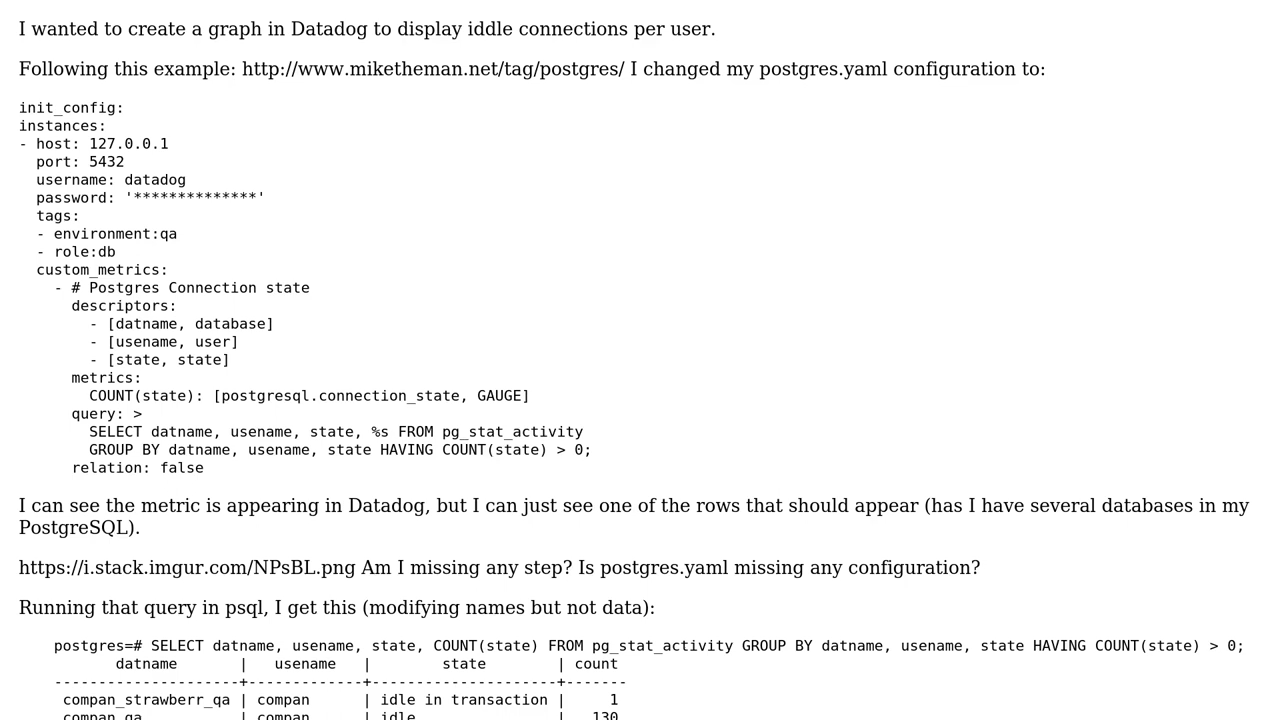 I wanted to create a graph in Datadog to display iddle connections per user.
Following this example: http://www.miketheman.net/tag/postgres/ I changed my postgres.yaml configuration to:
init_config:
instances:
- host: 127.0.0.1
  port: 5432
  username: datadog
  password: '**************'
  tags:
  - environment:qa
  - role:db
  custom_metrics:
    - # Postgres Connection state
      descriptors:
        - [datname, database]
        - [usename, user]
        - [state, state]
      metrics:
        COUNT(state): [postgresql.connection_state, GAUGE]
      query: >
        SELECT datname, usename, state, %s FROM pg_stat_activity
        GROUP BY datname, usename, state HAVING COUNT(state) > 0;
      relation: false
I can see the metric is appearing in Datadog, but I can just see one of the rows that should appear (has I have several databases in my
PostgreSQL).
https://i.stack.imgur.com/NPsBL.png Am I missing any step? Is postgres.yaml missing any configuration?
Running that query in psql, I get this (modifying names but not data):
    postgres=# SELECT datname, usename, state, COUNT(state) FROM pg_stat_activity GROUP BY datname, usename, state HAVING COUNT(state) > 0;
           datname       |   usename   |        state        | count
    ---------------------+-------------+---------------------+-------
     compan_strawberr_qa | compan      | idle in transaction |     1
     compan_qa           | compan      | idle                |   130